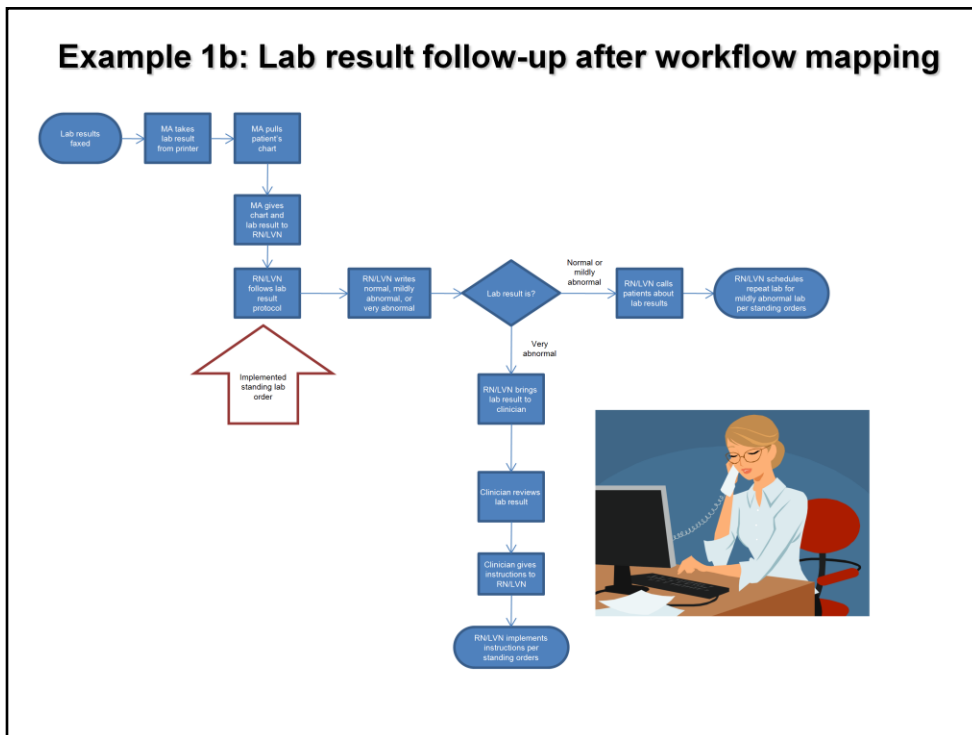 Example 1b: Lab result follow-up after workflow mapping
Lab results
faxed
MA takes
lab result
from printer
MA pulls
patient's
chart
MA gives
chart and
lab result to
RN/LVN
RN/LVN
follows lab
result
protocol
Implemented
standing lab
order
RN/LVN writes
normal, mildly
abnormal, or
very abnormal
Lab result is?
Normal or
mildly
abnormal
RN/LVN calls
patients about
lab results
RN/LVN schedules
repeat lab for
mildly abnormal lab
per standing orders
Very
abnormal
RN/LVN brings
lab result to
clinician
Clinician reviews
lab result
Clinician gives
instructions to
RN/LVN
RN/LVN implements
instructions per
standing orders